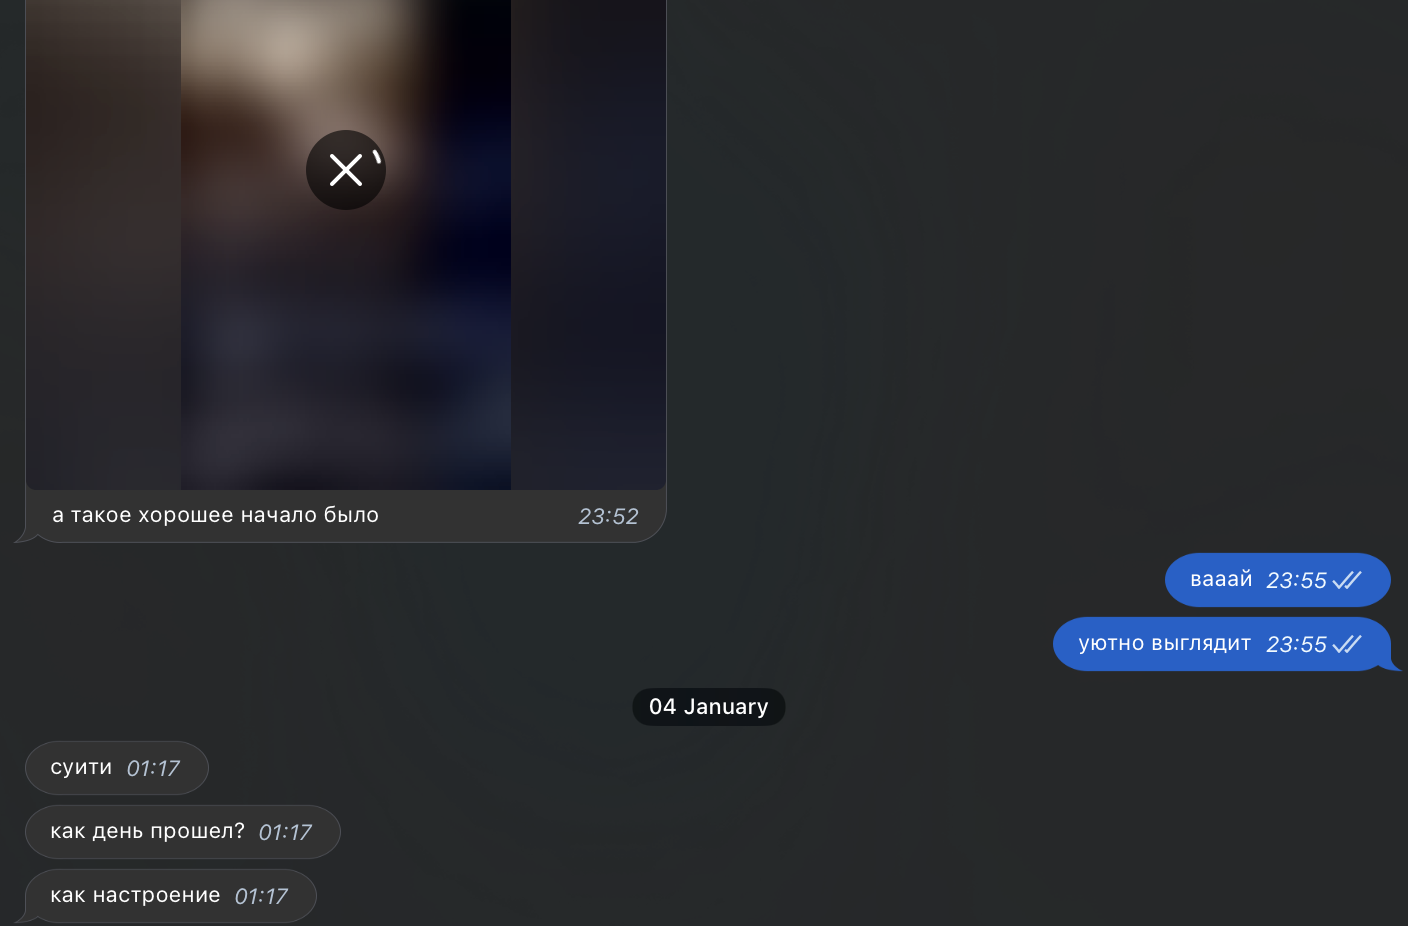 а такое хорошее начало было 23:52
вааай 23:55
уютно выглядит 23:55
04 January
суити 01:17
как день прошел? 01:17
как настроение 01:17